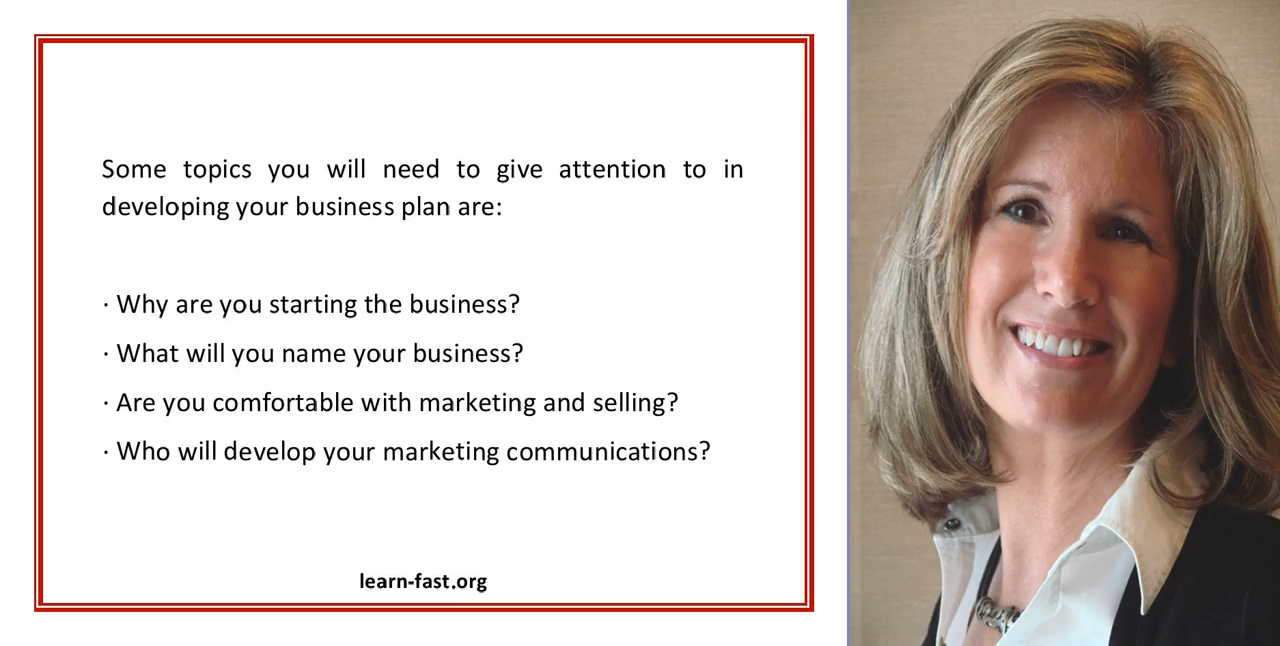 Some topics you will need to give attention to in
developing your business plan are:
· Why are you starting the business?
· What will you name your business?
· Are you comfortable with marketing and selling?
· Who will develop your marketing communications?
learn-fast.org